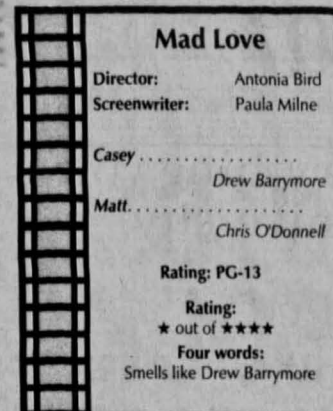 Mad Love
Director: Antonia Bird
Screenwriter: Paula Milne
Casey . . . . . . . . . . . . . . . . . .
Drew Barrymore
Matt. . . . . . . . . . . . . . . . . . . .
Chris O'Donnell
Rating: PG-13
Rating:
★ out of ★★★★
Four words:
Smells like Drew Barrymore